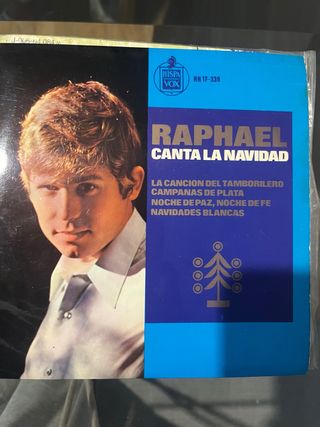 HISPA
VOX
HH 17-339
RAPHAEL
CANTA LA NAVIDAD
LA CANCION DEL TAMBORILERO
CAMPANAS DE PLATA
NOCHE DE PAZ, NOCHE DE FE
NAVIDADES BLANCAS